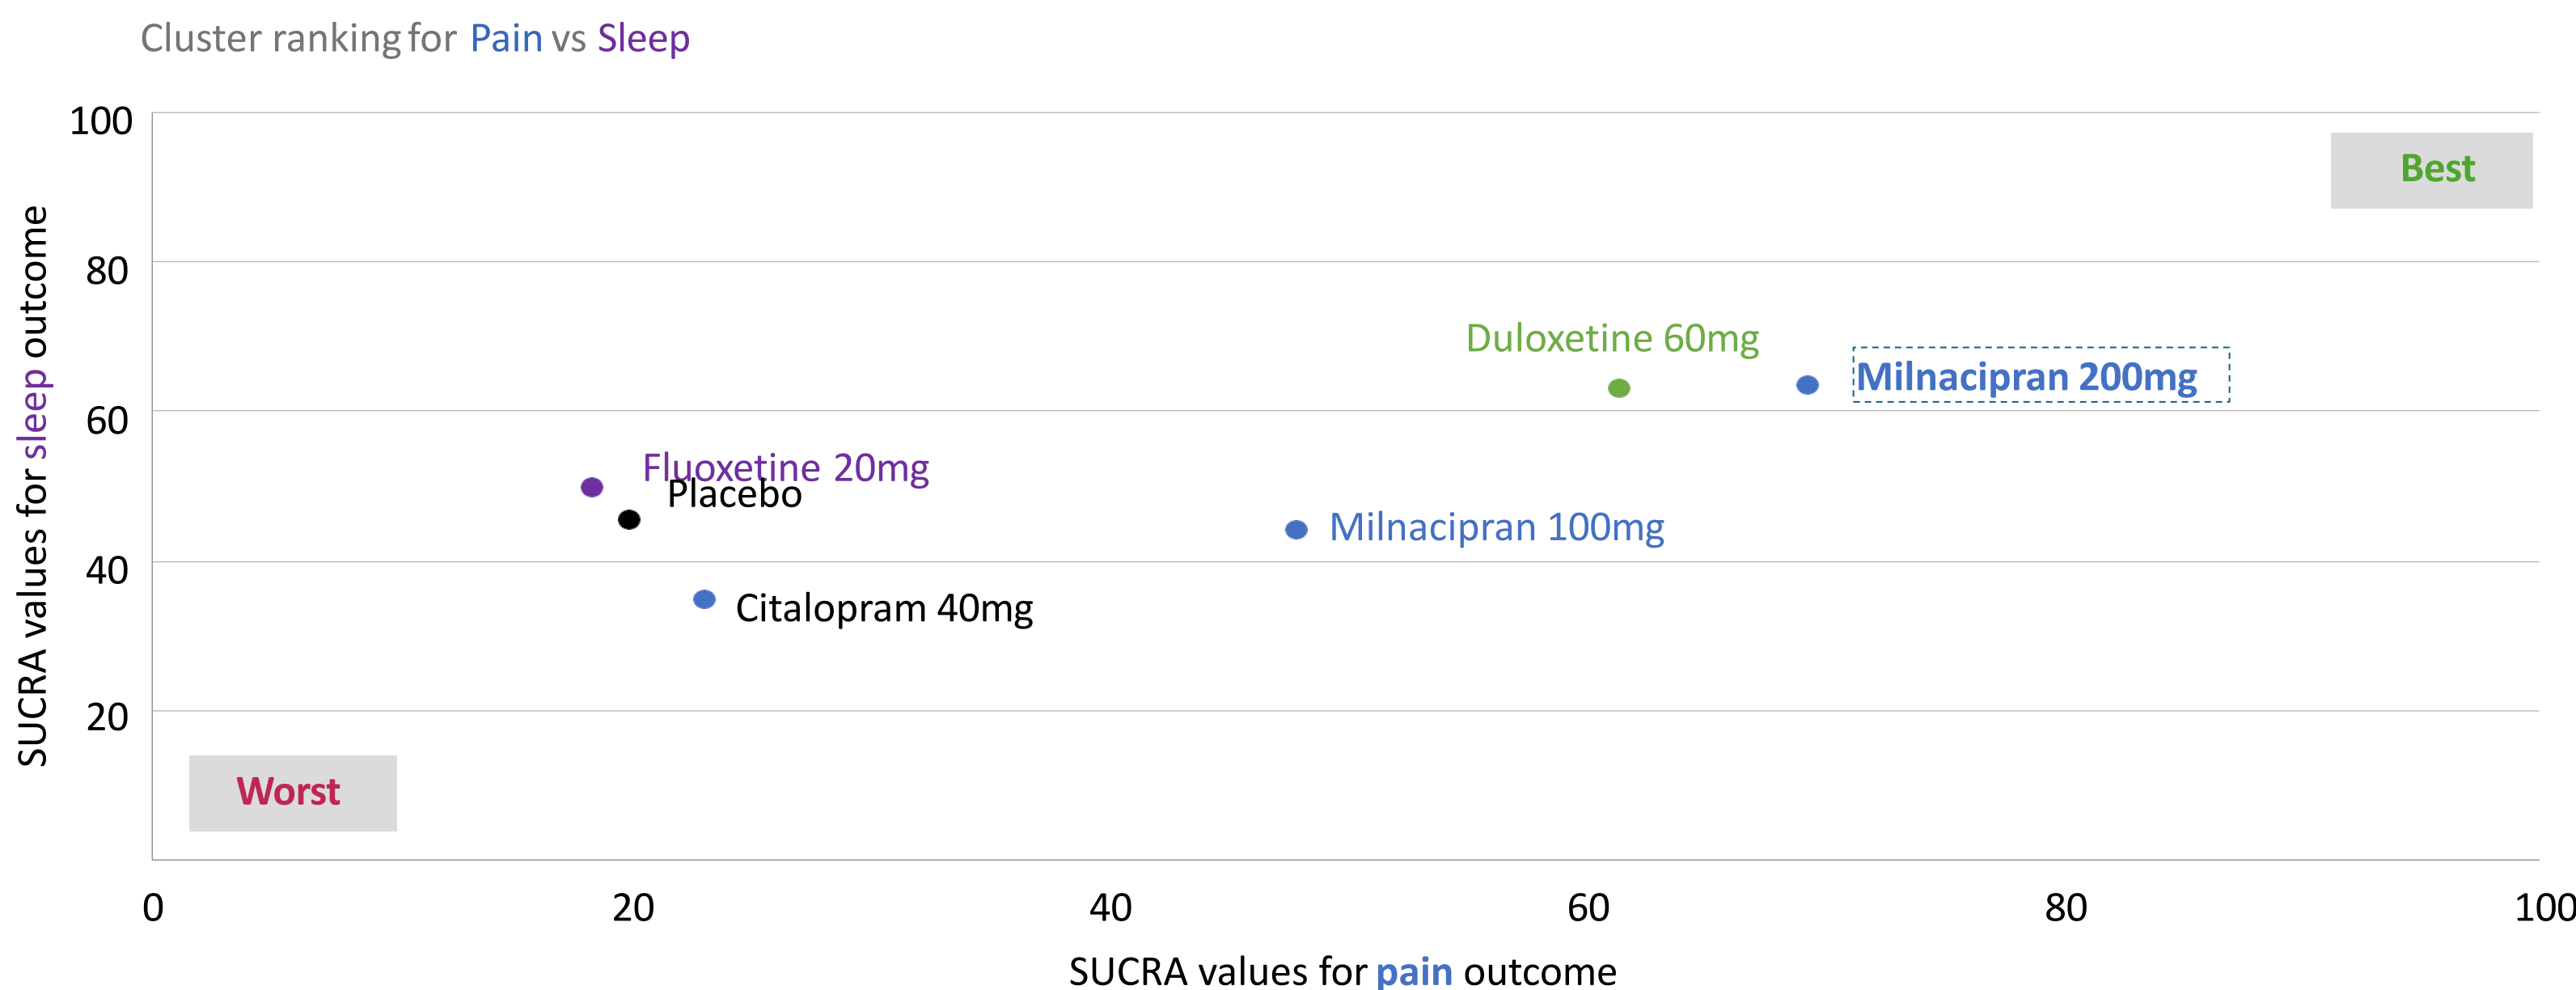 Cluster ranking for Pain vs Sleep
100
Best
80
SUCRA values for sleep outcome
Duloxetine 60mg
Milnacipran 200mg
60
Fluoxetine 20mg
Placebo
Milnacipran 100mg
40
Citalopram 40mg
20
Worst
0 20 40 60 80 100
SUCRA values for pain outcome